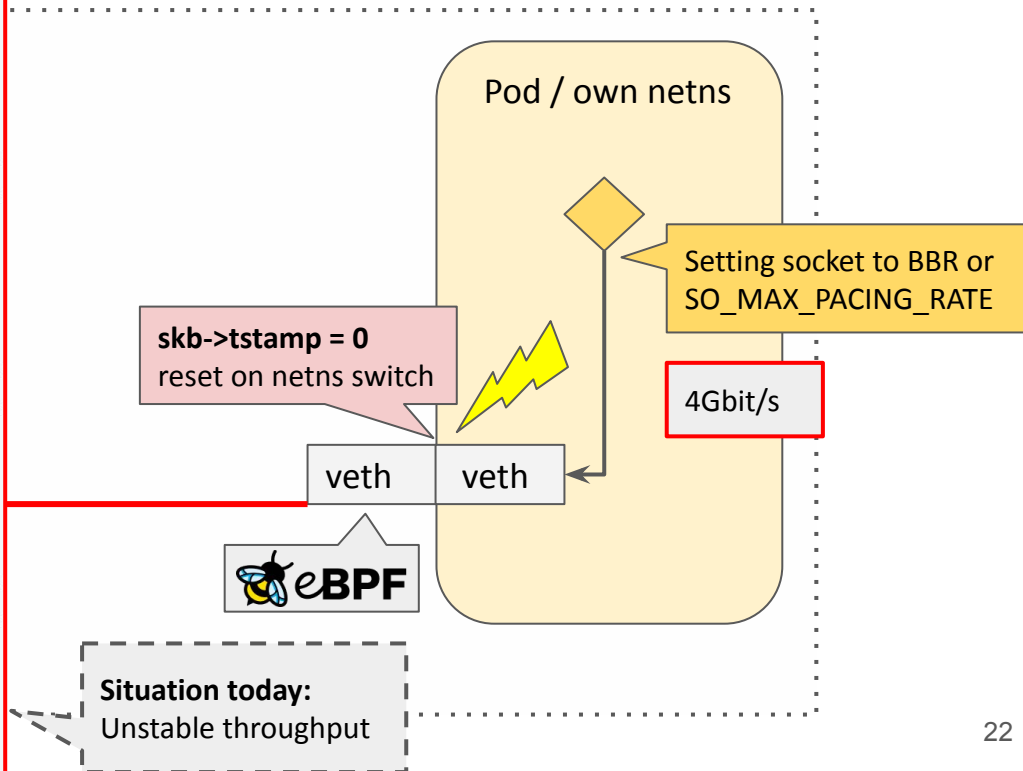 Pod / own netns
Setting socket to BBR or
SO_MAX_PACING_RATE
skb->tstamp = 0
reset on netns switch
4Gbit/s
veth
veth
eBPF
Situation today:
Unstable throughput
22